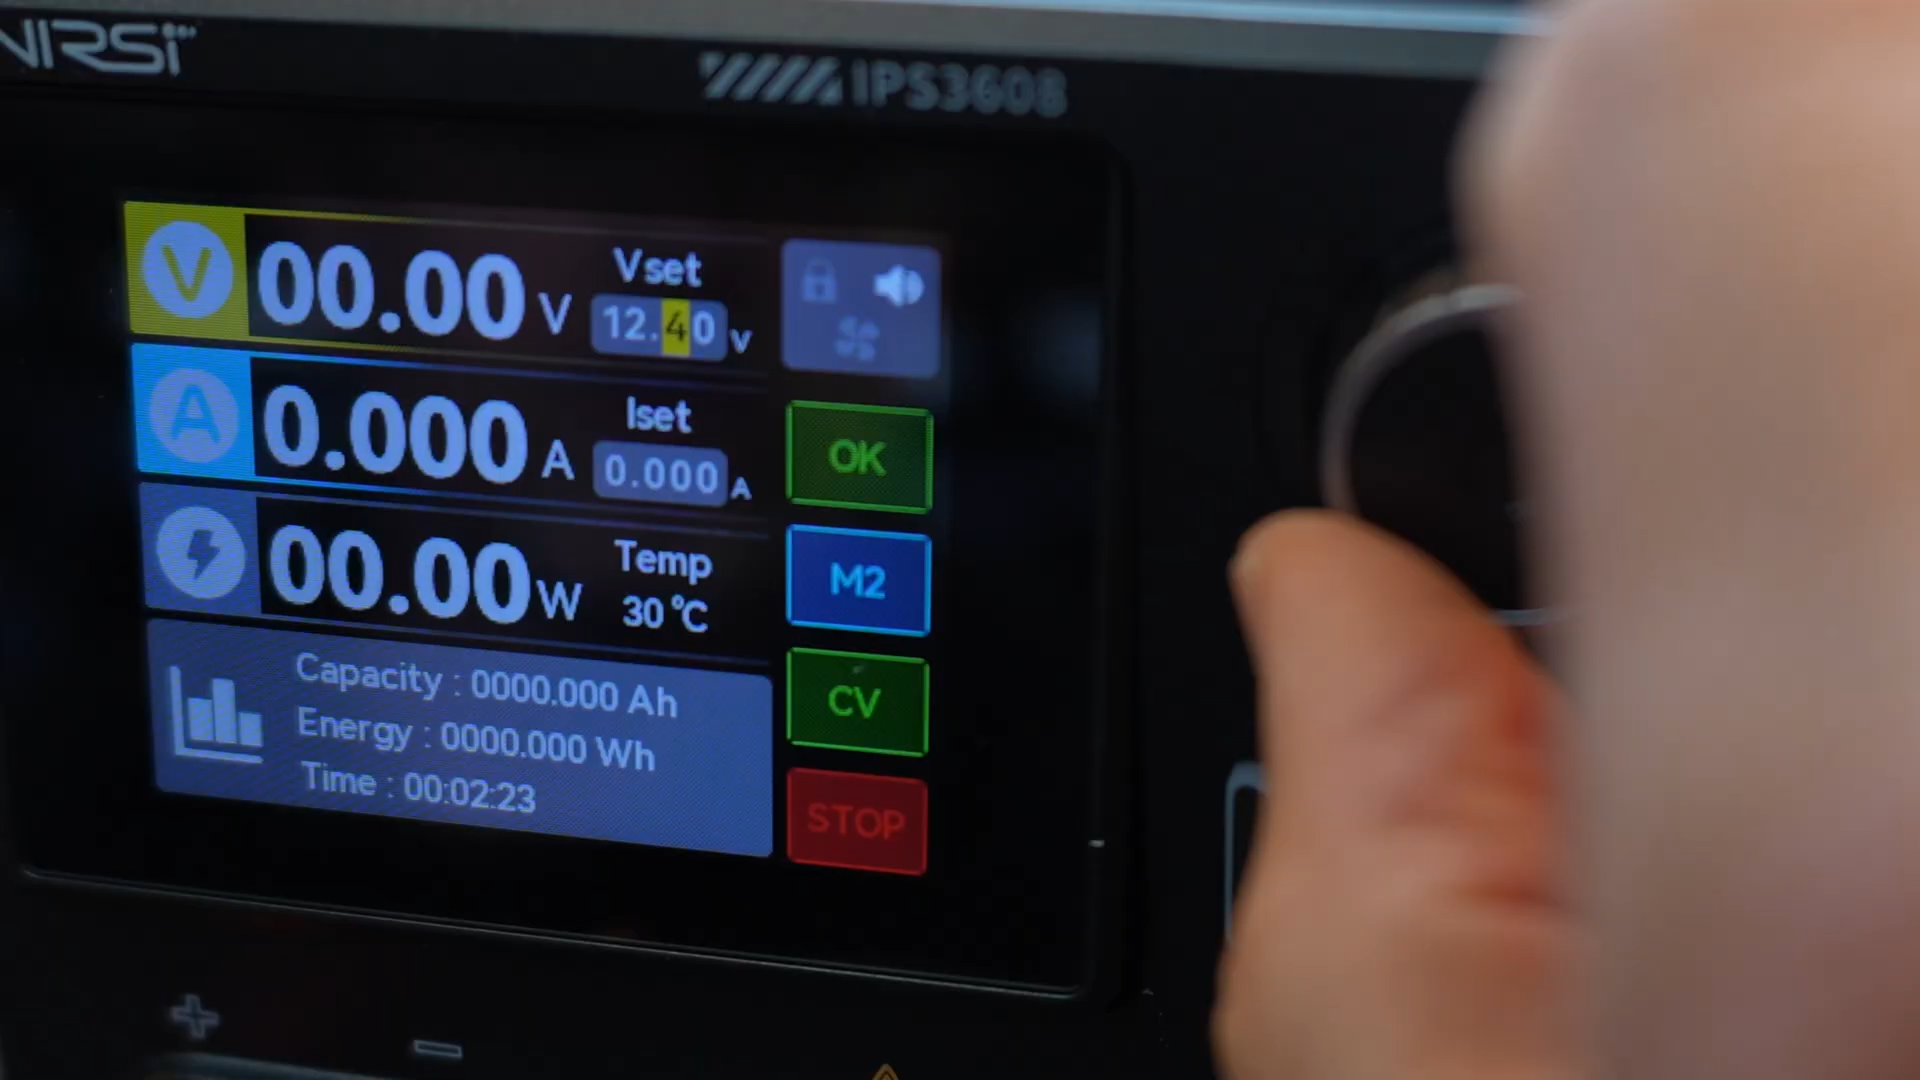 NIRSI
IPS3608
V 00.00 V Vset 12.40 V
A 0.000 A Iset 0.000 A
00.00 W Temp 30 °C
OK
M2
CV
STOP
Capacity : 0000.000 Ah
Energy : 0000.000 Wh
Time : 00:02:23
+
−